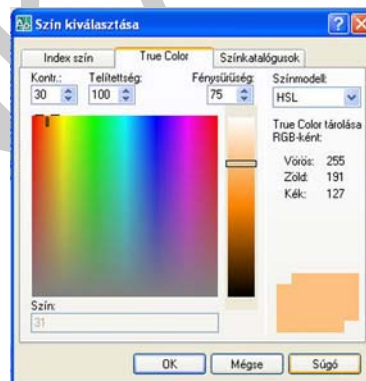 Szín kiválasztása
Index szín True Color Színkatalógusok
Kontr.: Telítettség: Fénysűrűség: Színmodell:
30 100 75 HSL
True Color tárolása
RGB-ként:
Vörös: 255
Zöld: 191
Kék: 127
Szín:
31
OK Mégse Súgó